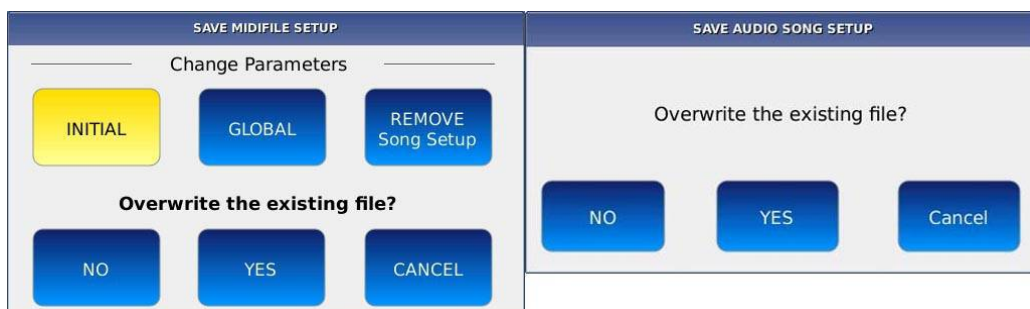 SAVE MIDIFILE SETUP
Change Parameters
INITIAL
GLOBAL
REMOVE
Song Setup
Overwrite the existing file?
NO
YES
CANCEL
SAVE AUDIO SONG SETUP
Overwrite the existing file?
NO
YES
Cancel